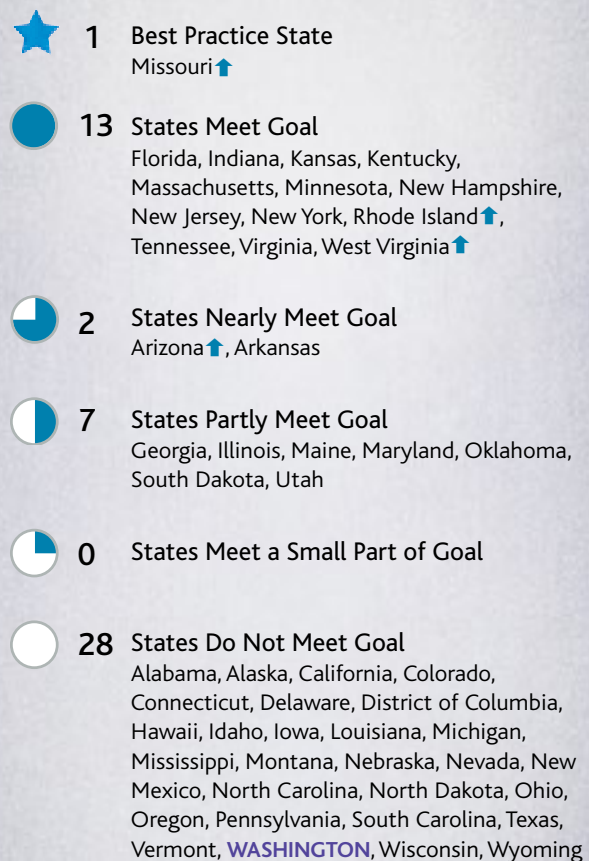 1 Best Practice State
Missouri
13 States Meet Goal
Florida, Indiana, Kansas, Kentucky,
Massachusetts, Minnesota, New Hampshire,
New Jersey, New York, Rhode Island,
Tennessee, Virginia, West Virginia
2 States Nearly Meet Goal
Arizona, Arkansas
7 States Partly Meet Goal
Georgia, Illinois, Maine, Maryland, Oklahoma,
South Dakota, Utah
0 States Meet a Small Part of Goal
28 States Do Not Meet Goal
Alabama, Alaska, California, Colorado,
Connecticut, Delaware, District of Columbia,
Hawaii, Idaho, Iowa, Louisiana, Michigan,
Mississippi, Montana, Nebraska, Nevada, New
Mexico, North Carolina, North Dakota, Ohio,
Oregon, Pennsylvania, South Carolina, Texas,
Vermont, WASHINGTON, Wisconsin, Wyoming